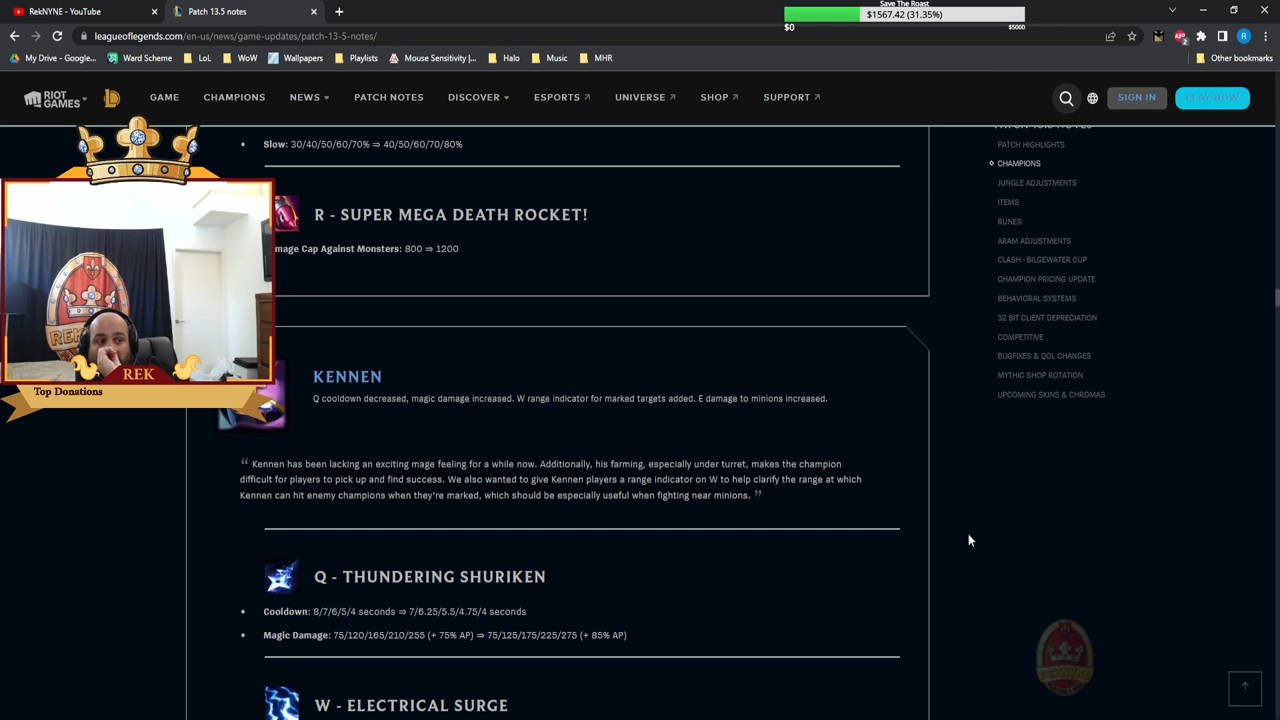 RekNYNE - YouTube
Patch 13.5 notes
Save The Roast
$1567.42 (31.35%)
$0
$5000
leagueoflegends.com/en-us/news/game-updates/patch-13-5-notes/
My Drive - Google...
Ward Scheme
LoL
WoW
Wallpapers
Playlists
Mouse Sensitivity |...
Halo
Music
MHR
Other bookmarks
RIOT GAMES
GAME
CHAMPIONS
NEWS
PATCH NOTES
DISCOVER
ESPORTS
UNIVERSE
SHOP
SUPPORT
SIGN IN
PLAY NOW
Slow: 30/40/50/60/70% ⇒ 40/50/60/70/80%
R - SUPER MEGA DEATH ROCKET!
mage Cap Against Monsters: 800 ⇒ 1200
REK
Top Donations
KENNEN
Q cooldown decreased, magic damage increased. W range indicator for marked targets added. E damage to minions increased.
“ Kennen has been lacking an exciting mage feeling for a while now. Additionally, his farming, especially under turret, makes the champion
difficult for players to pick up and find success. We also wanted to give Kennen players a range indicator on W to help clarify the range at which
Kennen can hit enemy champions when they're marked, which should be especially useful when fighting near minions. ”
Q - THUNDERING SHURIKEN
Cooldown: 8/7/6/5/4 seconds ⇒ 7/6.25/5.5/4.75/4 seconds
Magic Damage: 75/120/165/210/255 (+ 75% AP) ⇒ 75/125/175/225/275 (+ 85% AP)
W - ELECTRICAL SURGE
PATCH 13.5 NOTES
PATCH HIGHLIGHTS
CHAMPIONS
JUNGLE ADJUSTMENTS
ITEMS
RUNES
ARAM ADJUSTMENTS
CLASH - BILGEWATER CUP
CHAMPION PRICING UPDATE
BEHAVIORAL SYSTEMS
32 BIT CLIENT DEPRECIATION
COMPETITIVE
BUGFIXES & QOL CHANGES
MYTHIC SHOP ROTATION
UPCOMING SKINS & CHROMAS